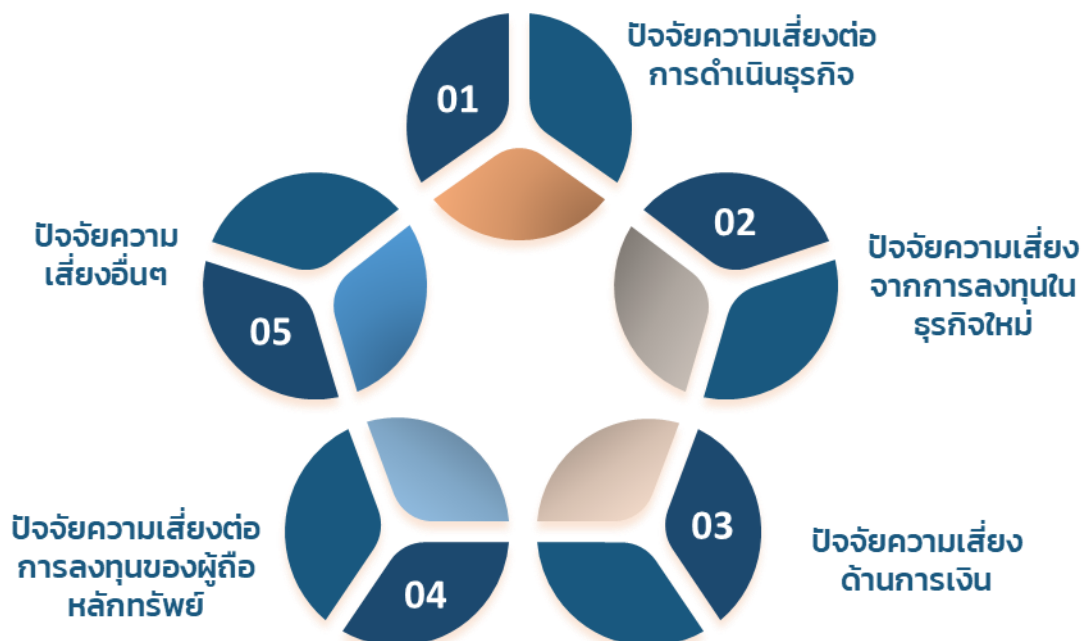 01
ปัจจัยความเสี่ยงต่อ
การดำเนินธุรกิจ
02
ปัจจัยความเสี่ยง
จากการลงทุนใน
ธุรกิจใหม่
03
ปัจจัยความเสี่ยง
ด้านการเงิน
04
ปัจจัยความเสี่ยงต่อ
การลงทุนของผู้ถือ
หลักทรัพย์
05
ปัจจัยความ
เสี่ยงอื่นๆ